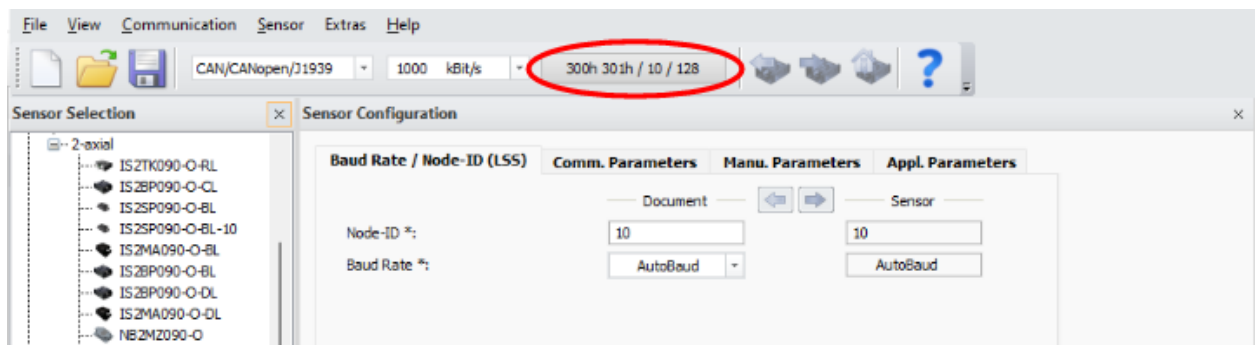 File View Communication Sensor Extras Help
CAN/CANopen/J1939 1000 kBit/s 300h 301h / 10 / 128 ?
Sensor Selection
2-axial
IS2TK090-O-RL
IS2BP090-O-CL
IS2SP090-O-BL
IS2SP090-O-BL-10
IS2MA090-O-BL
IS2BP090-O-BL
IS2BP090-O-DL
IS2MA090-O-DL
NB2MZ090-O
Sensor Configuration
Baud Rate / Node-ID (LSS) Comm. Parameters Manu. Parameters Appl. Parameters
Document Sensor
Node-ID *: 10 10
Baud Rate *: AutoBaud AutoBaud